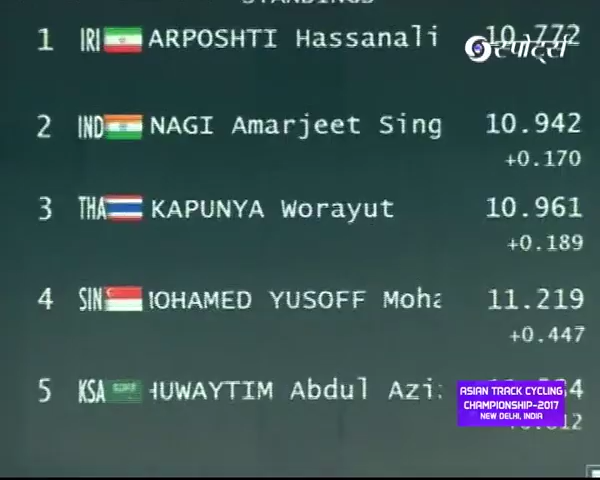 STANDINGS
1 IRI ARPOSHTI Hassanali 10.772
स्पोर्ट्स
2 IND NAGI Amarjeet Sing 10.942
+0.170
3 THA KAPUNYA Worayut 10.961
+0.189
4 SIN MOHAMED YUSOFF Moha 11.219
+0.447
5 KSA HUWAYTIM Abdul Azi
ASIAN TRACK CYCLING
CHAMPIONSHIP-2017
NEW DELHI, INDIA